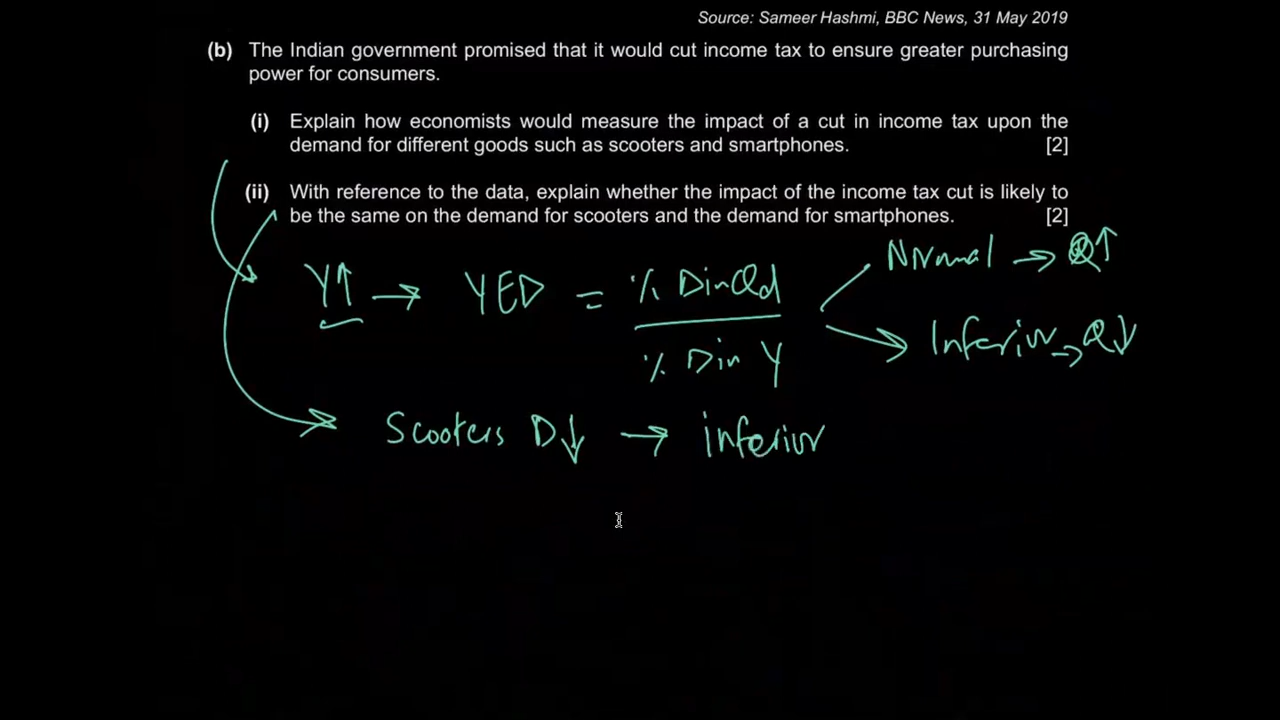 Source: Sameer Hashmi, BBC News, 31 May 2019
(b) The Indian government promised that it would cut income tax to ensure greater purchasing
power for consumers.
(i) Explain how economists would measure the impact of a cut in income tax upon the
demand for different goods such as scooters and smartphones. [2]
(ii) With reference to the data, explain whether the impact of the income tax cut is likely to
be the same on the demand for scooters and the demand for smartphones. [2]
Normal → Q↑
Y↑ → YED = % D in Qd
% D in Y
Inferior → Q↓
Scooters D↓ → inferior